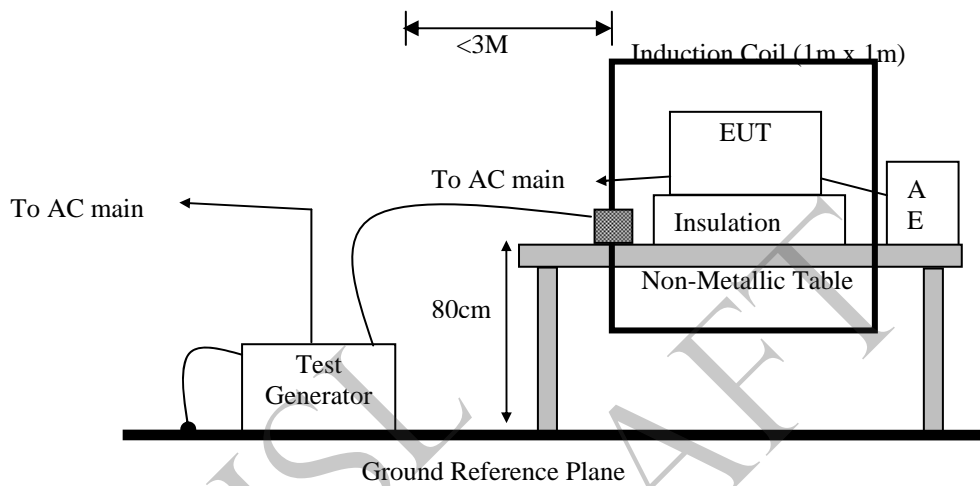 <3M
Induction Coil (1m x 1m)
EUT
To AC main
A
E
To AC main
Insulation
Non-Metallic Table
80cm
Test
Generator
Ground Reference Plane